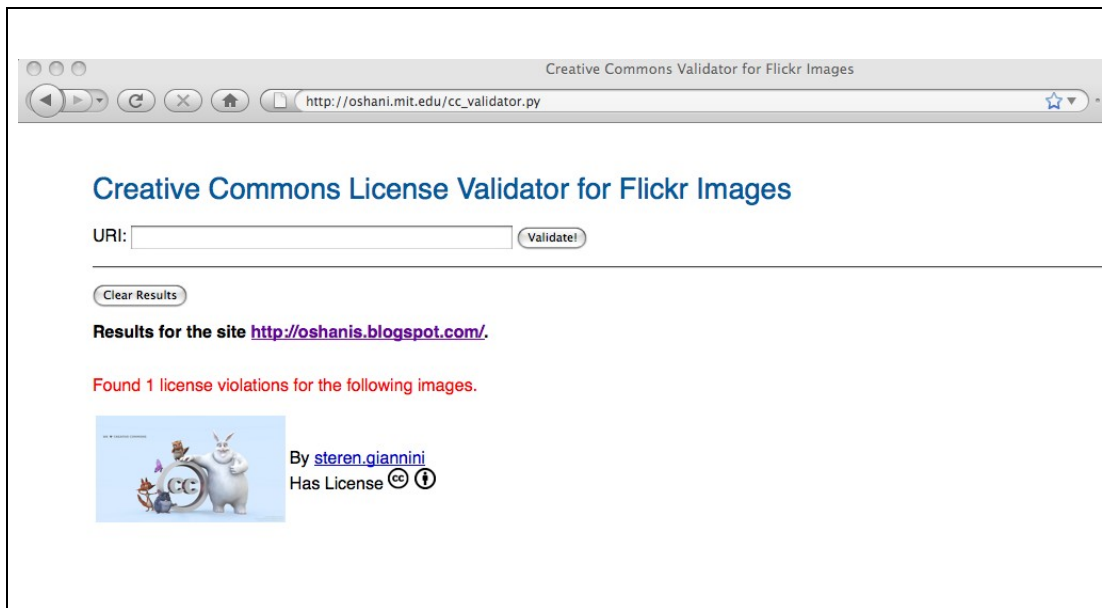 Creative Commons Validator for Flickr Images
http://oshani.mit.edu/cc_validator.py
Creative Commons License Validator for Flickr Images
URI: Validate!
Clear Results
Results for the site http://oshanis.blogspot.com/.
Found 1 license violations for the following images.
CC
By steren.giannini
Has License cc